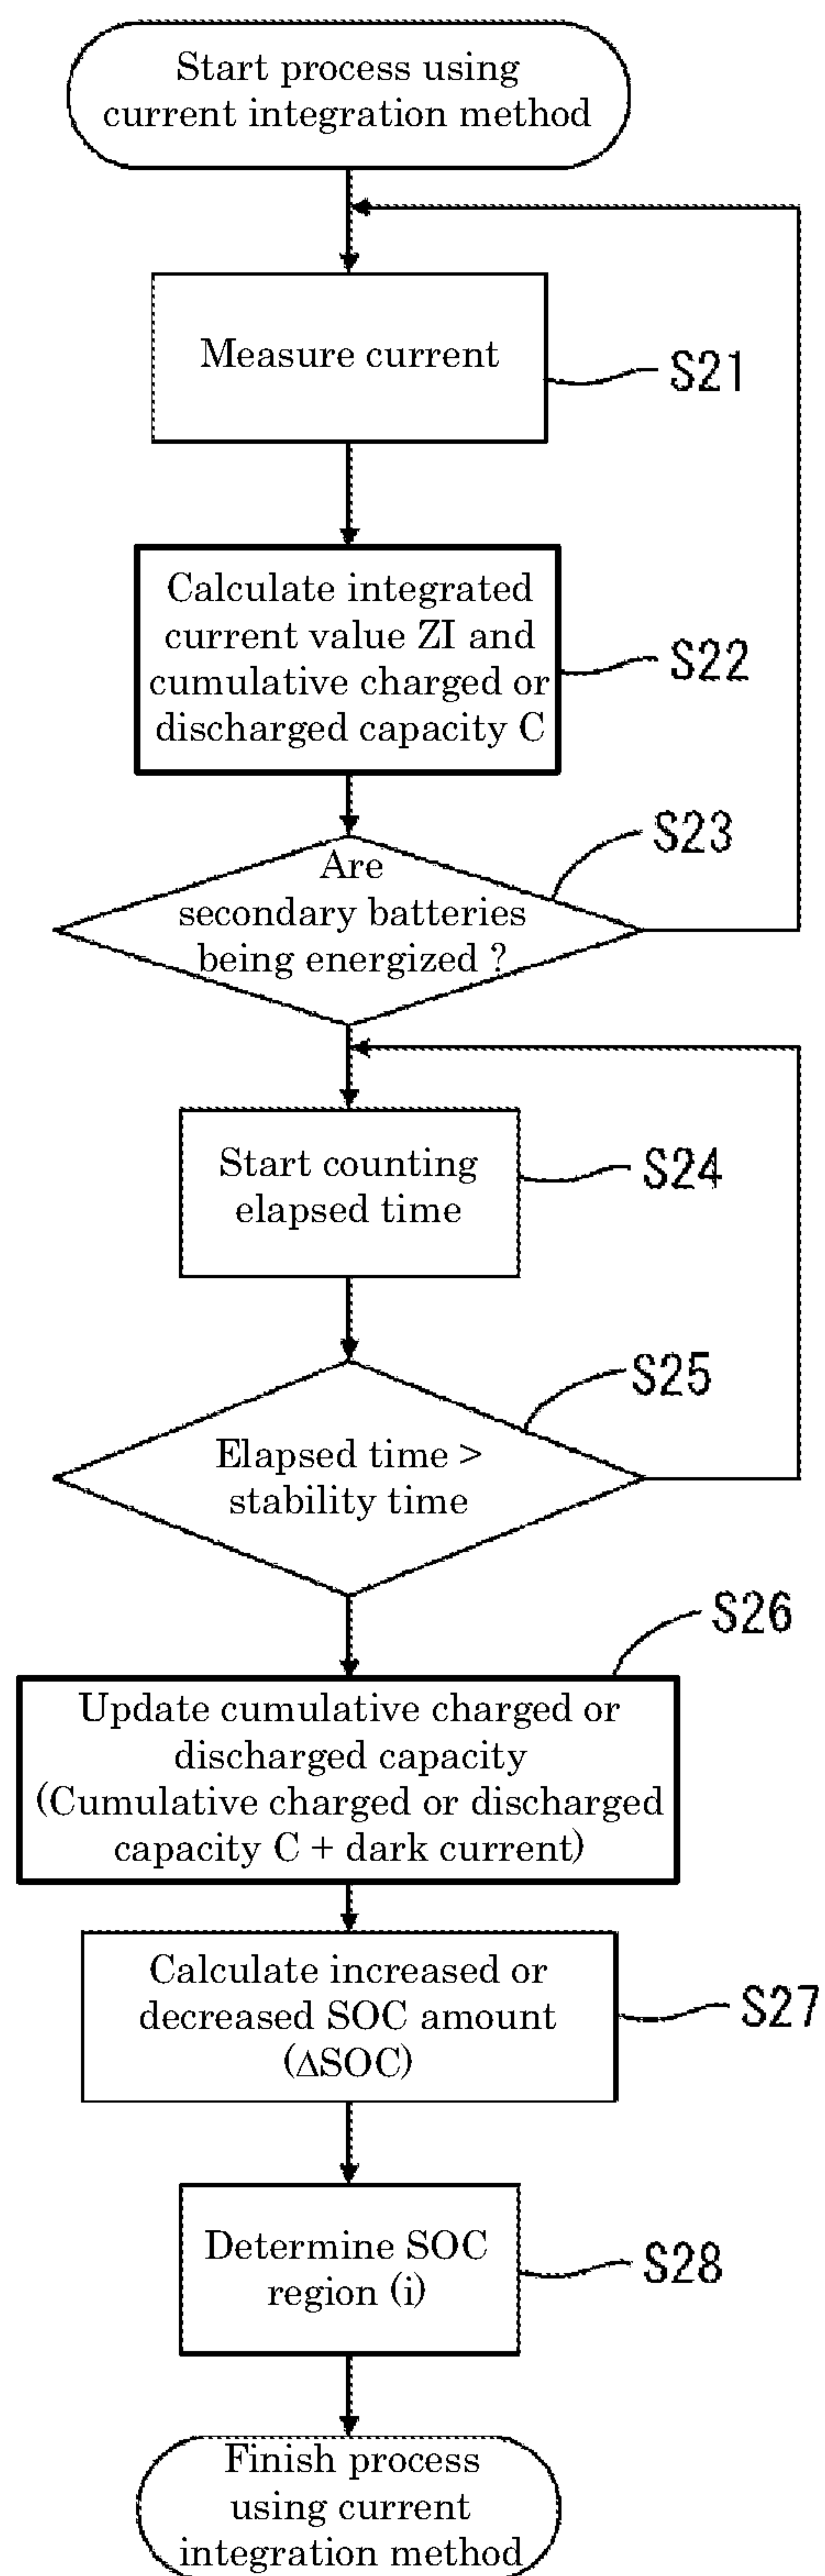 Start process using
current integration method
Measure current
S21
Calculate integrated
current value ZI and
cumulative charged or
discharged capacity C
S22
Are
secondary batteries
being energized ?
S23
Start counting
elapsed time
S24
Elapsed time >
stability time
S25
S26
Update cumulative charged or
discharged capacity
(Cumulative charged or discharged
capacity C + dark current)
Calculate increased or
decreased SOC amount
(ΔSOC)
S27
Determine SOC
region (i)
S28
Finish process
using current
integration method